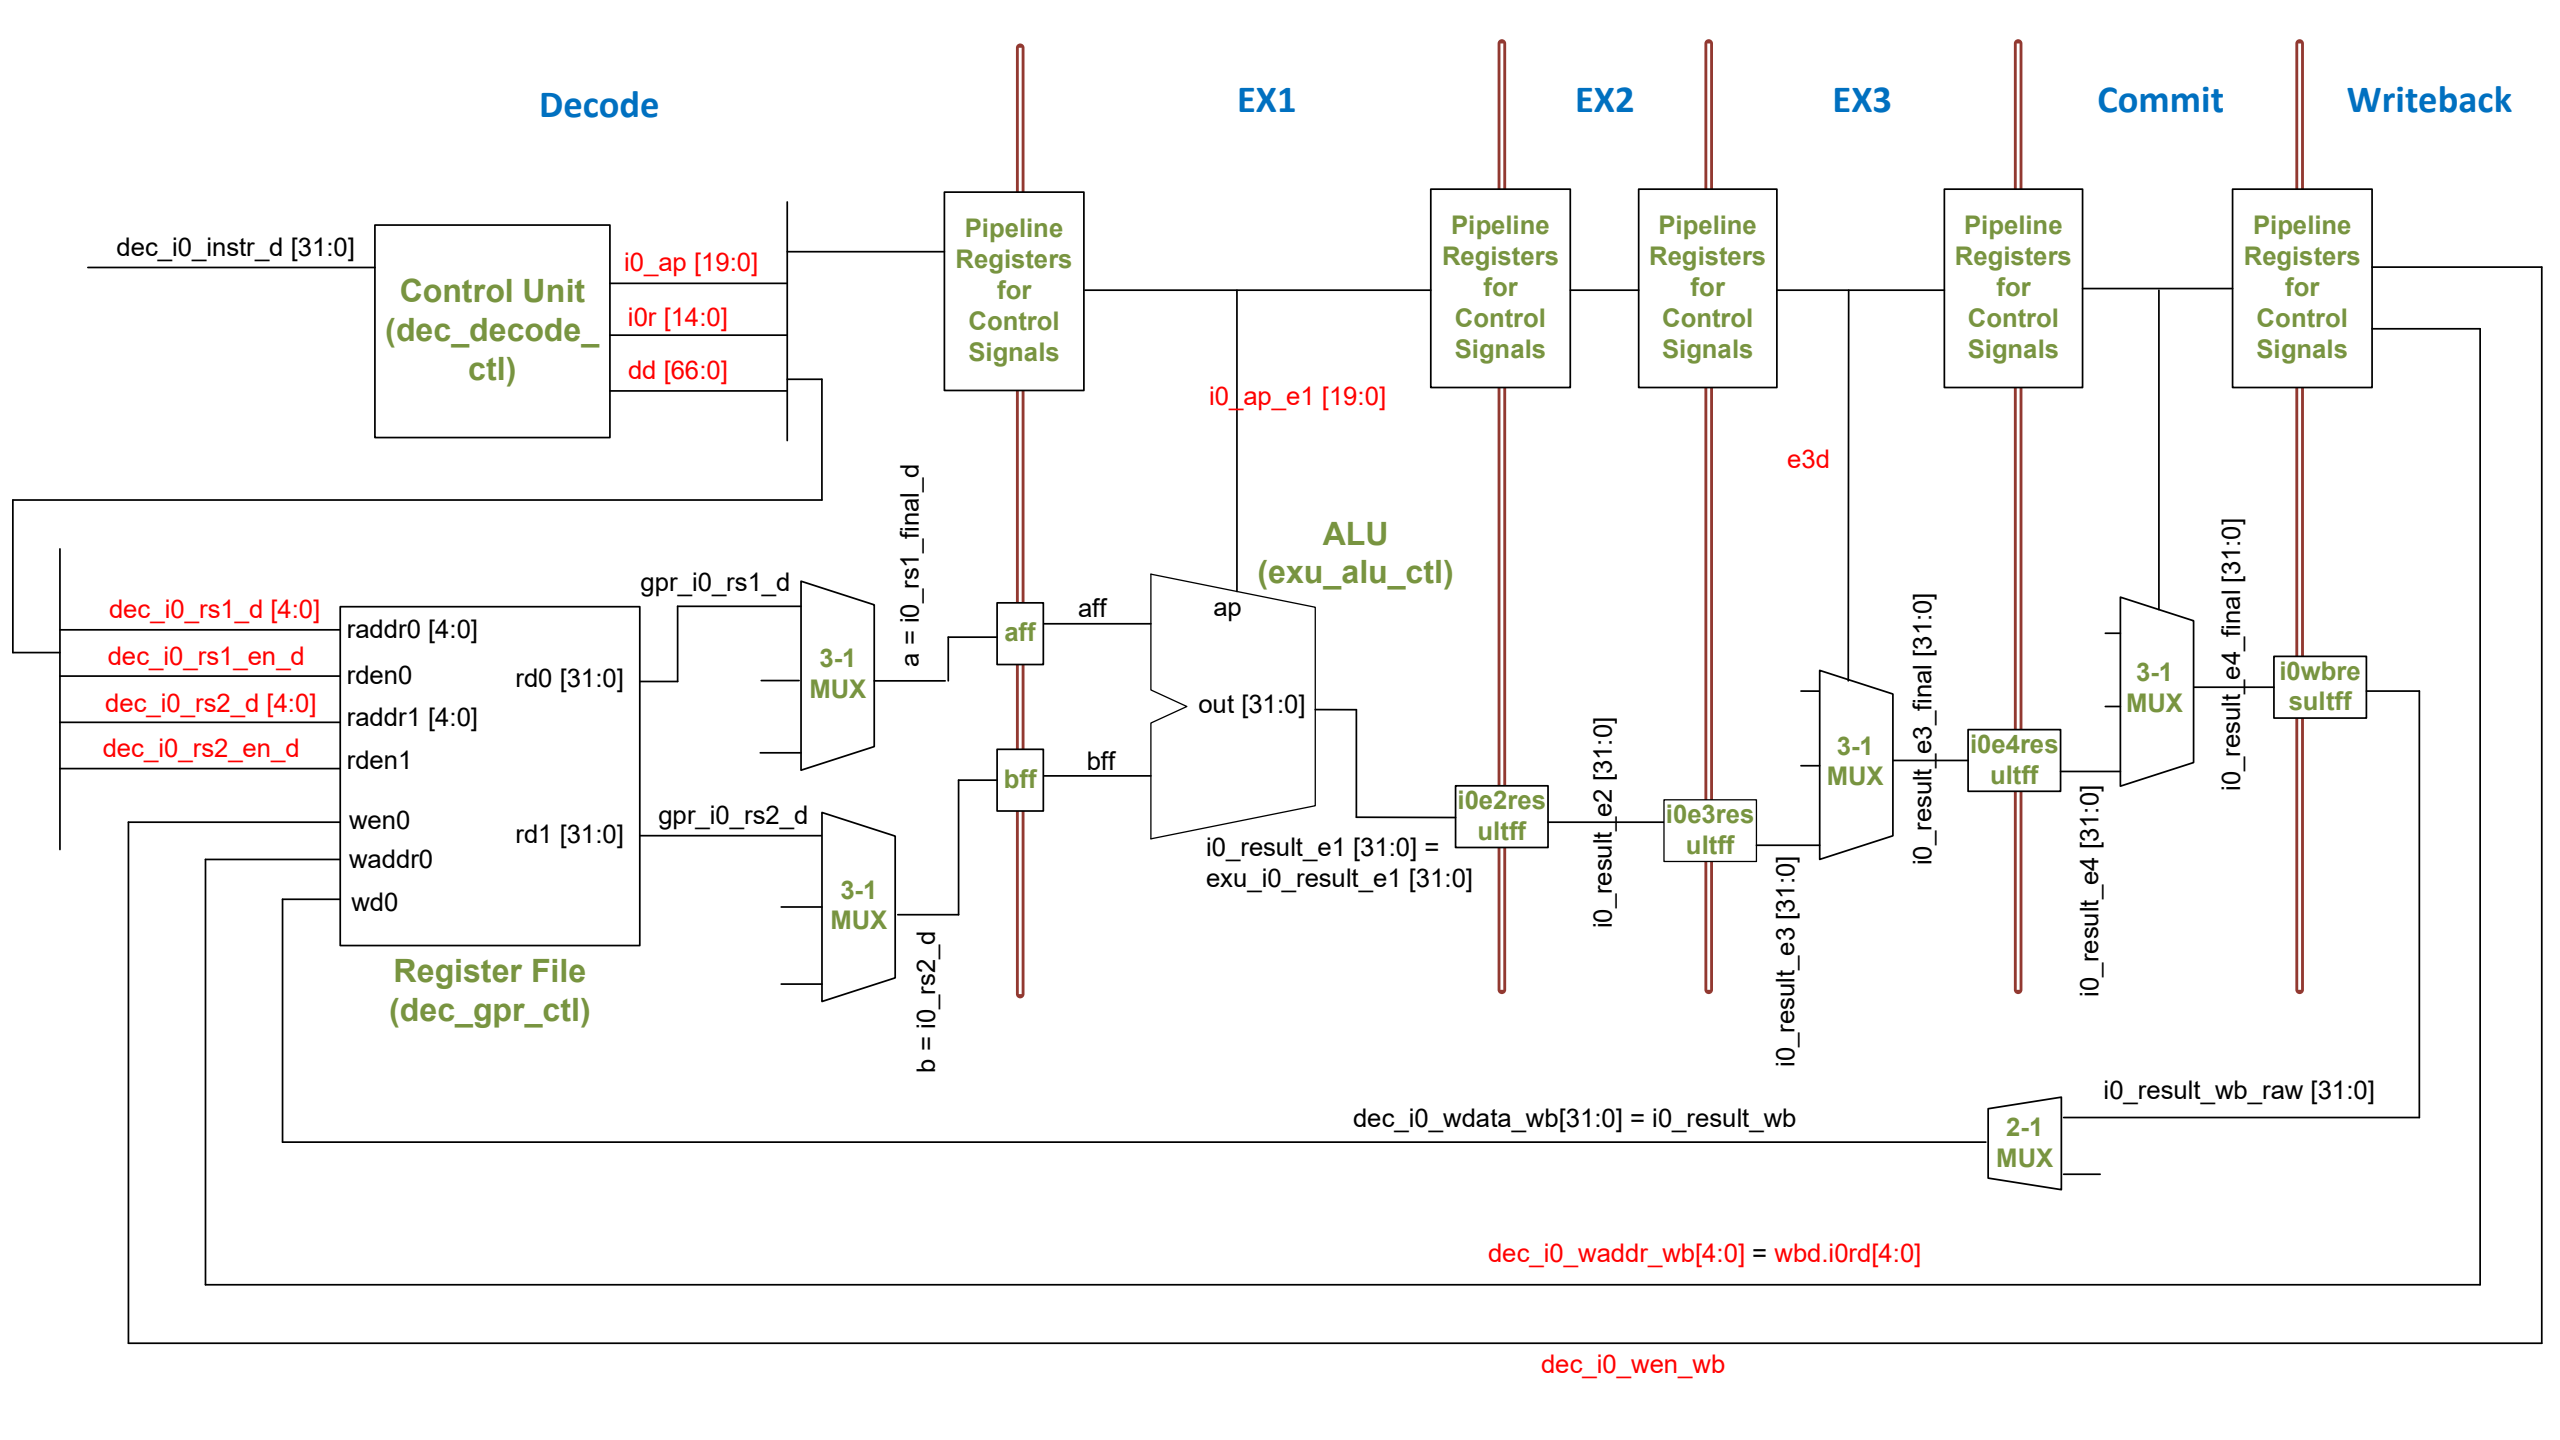 Decode
EX1
EX2
EX3
Commit
Writeback
dec_i0_instr_d [31:0]
Control Unit
(dec_decode_
ctl)
i0_ap [19:0]
i0r [14:0]
dd [66:0]
Pipeline
Registers
for
Control
Signals
Pipeline
Registers
for
Control
Signals
Pipeline
Registers
for
Control
Signals
Pipeline
Registers
for
Control
Signals
Pipeline
Registers
for
Control
Signals
i0_ap_e1 [19:0]
e3d
dec_i0_rs1_d [4:0]
dec_i0_rs1_en_d
dec_i0_rs2_d [4:0]
dec_i0_rs2_en_d
raddr0 [4:0]
rden0
raddr1 [4:0]
rden1
wen0
waddr0
wd0
rd0 [31:0]
rd1 [31:0]
Register File
(dec_gpr_ctl)
gpr_i0_rs1_d
gpr_i0_rs2_d
3-1
MUX
3-1
MUX
a = i0_rs1_final_d
b = i0_rs2_d
aff
bff
aff
bff
ALU
(exu_alu_ctl)
ap
out [31:0]
i0_result_e1 [31:0] =
exu_i0_result_e1 [31:0]
i0e2res
ultff
i0_result_e2 [31:0]
i0e3res
ultff
i0_result_e3 [31:0]
3-1
MUX
i0_result_e3_final [31:0]
i0e4res
ultff
i0_result_e4 [31:0]
3-1
MUX
i0_result_e4_final [31:0]
i0wbre
sultff
i0_result_wb_raw [31:0]
2-1
MUX
dec_i0_wdata_wb[31:0] = i0_result_wb
dec_i0_waddr_wb[4:0] = wbd.i0rd[4:0]
dec_i0_wen_wb